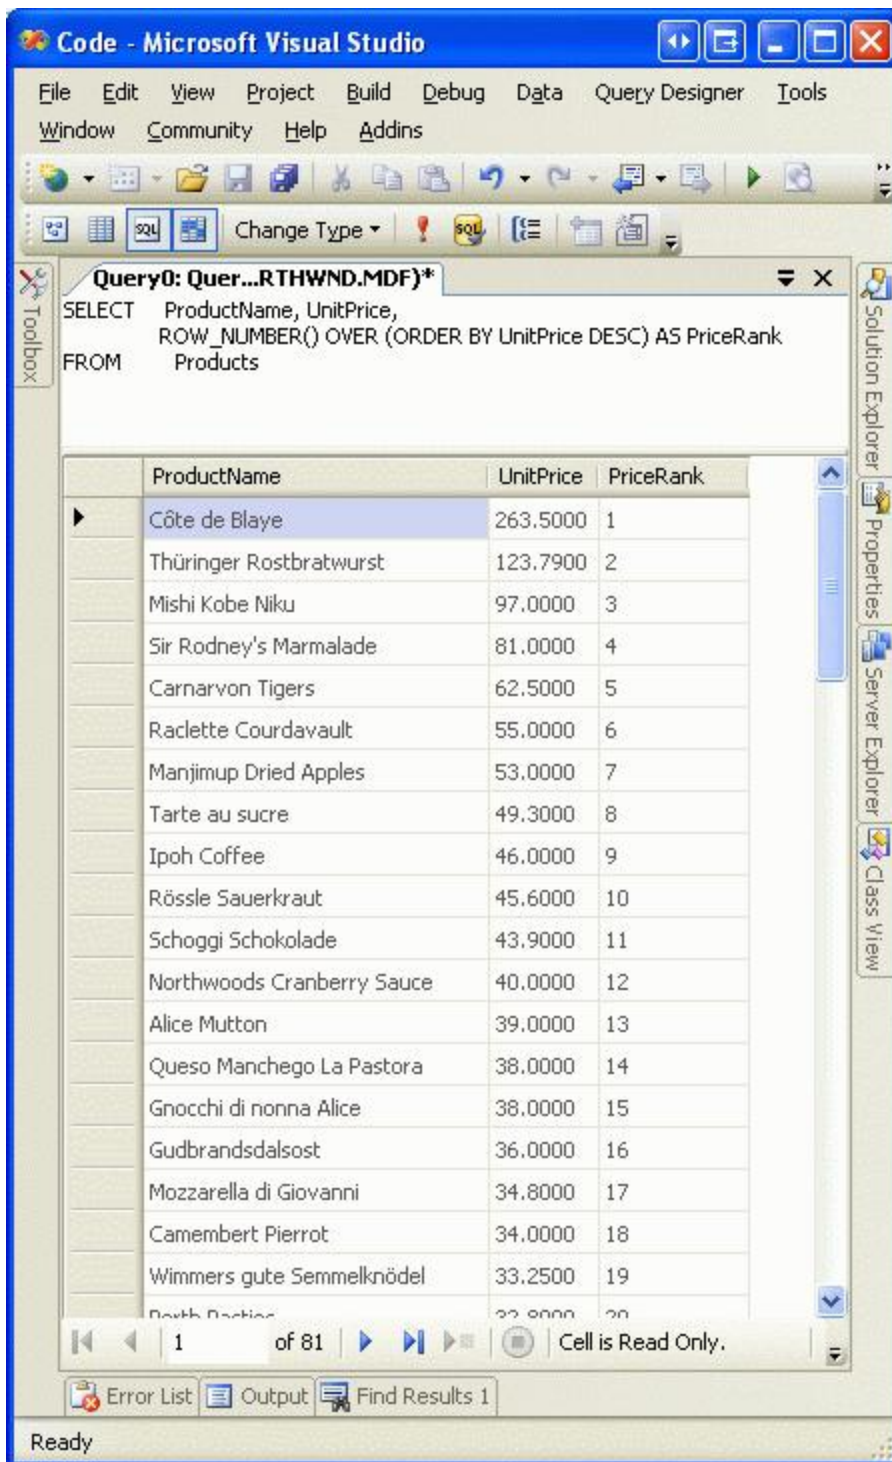 Code - Microsoft Visual Studio
File Edit View Project Build Debug Data Query Designer Tools
Window Community Help Addins
SQL Change Type SQL
Query0: Quer...RTHWND.MDF)*
Toolbox
SELECT ProductName, UnitPrice,
ROW_NUMBER() OVER (ORDER BY UnitPrice DESC) AS PriceRank
FROM Products
ProductName UnitPrice PriceRank
Côte de Blaye 263.5000 1
Thüringer Rostbratwurst 123.7900 2
Mishi Kobe Niku 97.0000 3
Sir Rodney's Marmalade 81.0000 4
Carnarvon Tigers 62.5000 5
Raclette Courdavault 55.0000 6
Manjimup Dried Apples 53.0000 7
Tarte au sucre 49.3000 8
Ipoh Coffee 46.0000 9
Rössle Sauerkraut 45.6000 10
Schoggi Schokolade 43.9000 11
Northwoods Cranberry Sauce 40.0000 12
Alice Mutton 39.0000 13
Queso Manchego La Pastora 38.0000 14
Gnocchi di nonna Alice 38.0000 15
Gudbrandsdalsost 36.0000 16
Mozzarella di Giovanni 34.8000 17
Camembert Pierrot 34.0000 18
Wimmers gute Semmelknödel 33.2500 19
Perth Pasties 32.8000 20
1 of 81 Cell is Read Only.
Solution Explorer
Properties
Server Explorer
Class View
Error List Output Find Results 1
Ready